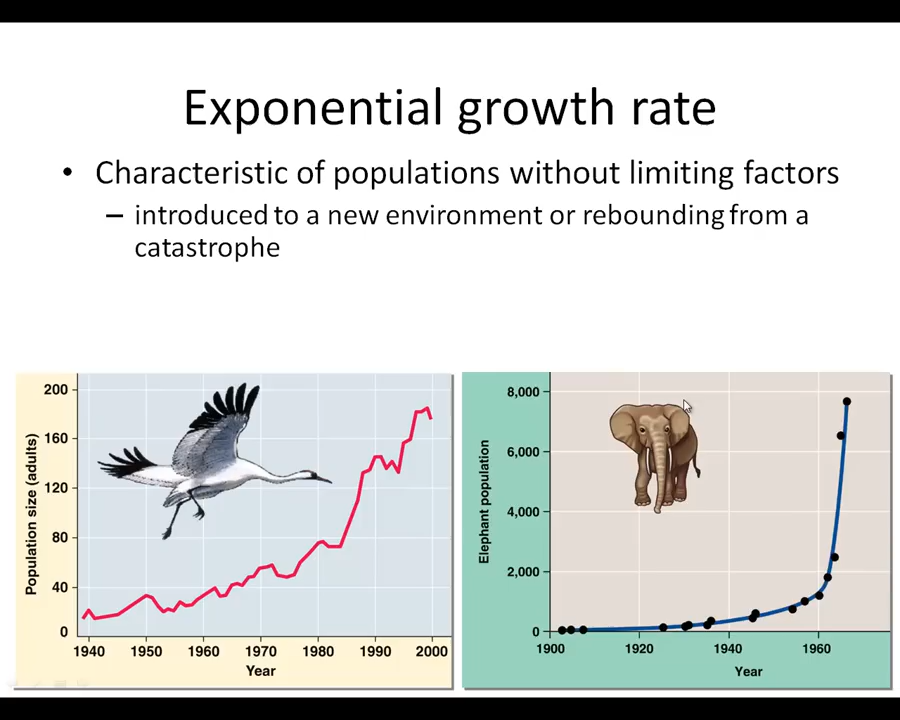 Exponential growth rate
• Characteristic of populations without limiting factors
– introduced to a new environment or rebounding from a
catastrophe
Population size (adults)
200
160
120
80
40
0
1940 1950 1960 1970 1980 1990 2000
Year
Elephant population
8,000
6,000
4,000
2,000
0
1900 1920 1940 1960
Year